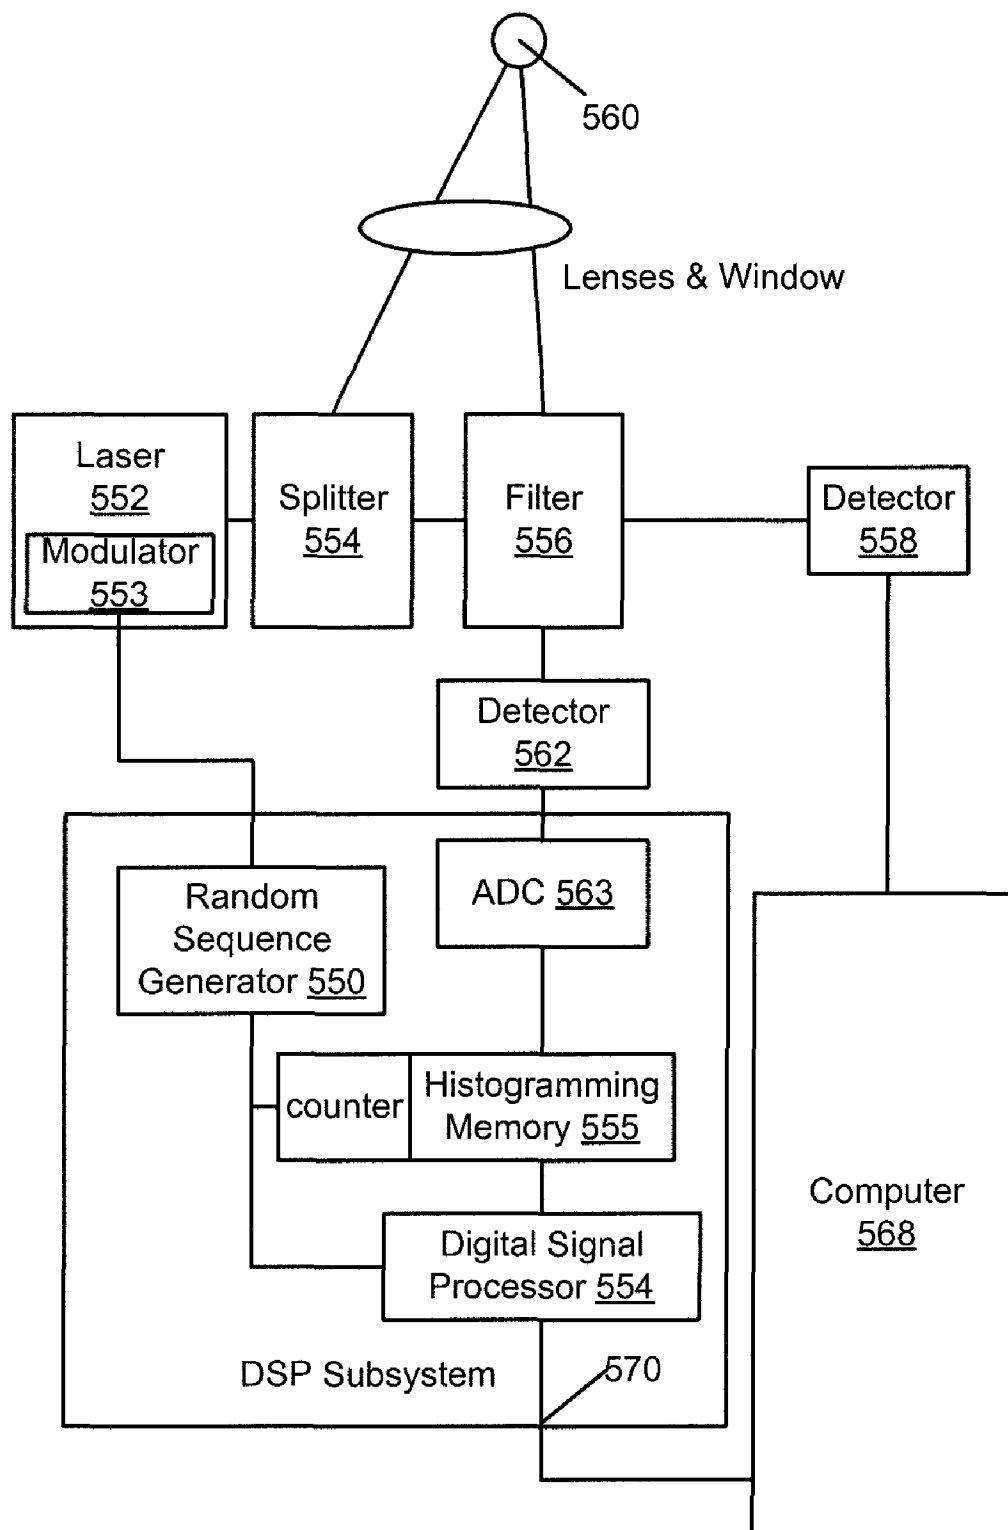 560
Lenses & Window
Laser
552
Modulator
553
Splitter
554
Filter
556
Detector
558
Detector
562
Random
Sequence
Generator 550
ADC 563
counter
Histogramming
Memory 555
Digital Signal
Processor 554
DSP Subsystem
570
Computer
568